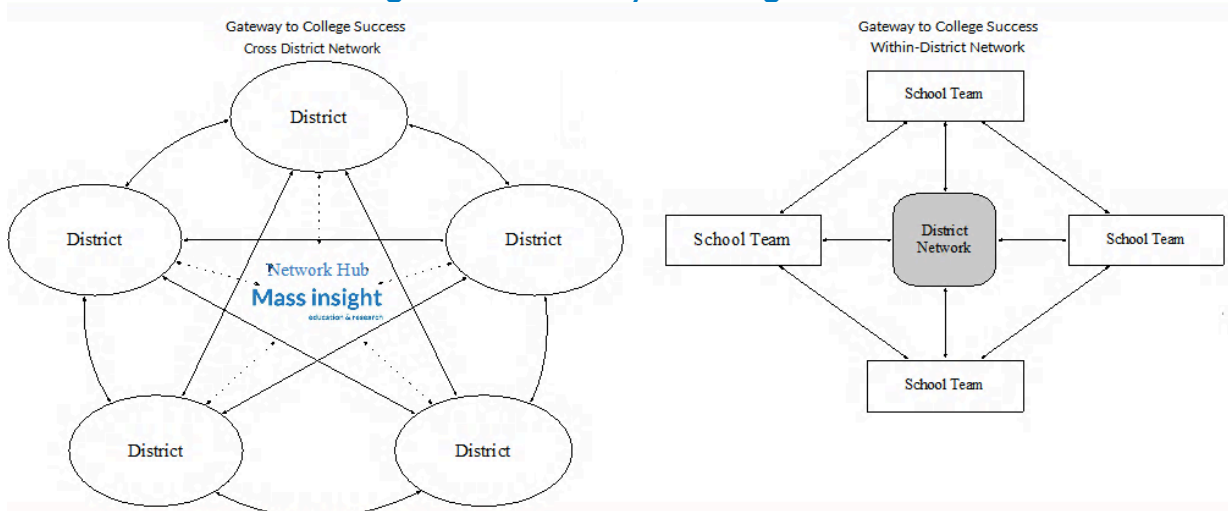 Gateway to College Success
Cross District Network
District
District
District
Network Hub
Mass insight
education & research
District
District
Gateway to College Success
Within-District Network
School Team
School Team
District
Network
School Team
School Team